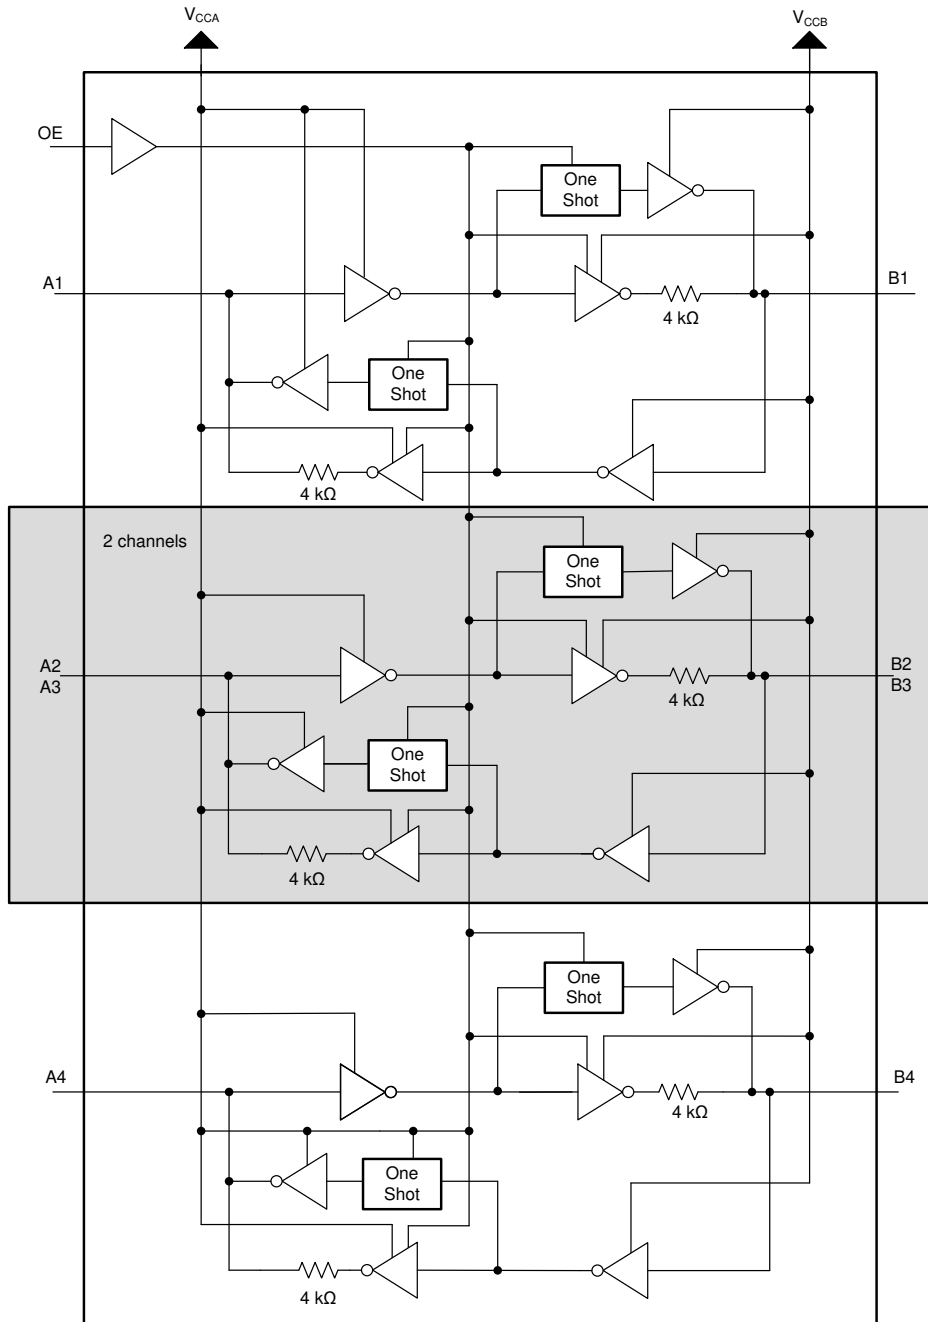 VCCA
VCCB
OE
One
Shot
A1
B1
4 kΩ
One
Shot
4 kΩ
2 channels
One
Shot
A2
A3
B2
B3
4 kΩ
One
Shot
4 kΩ
One
Shot
A4
B4
4 kΩ
One
Shot
4 kΩ